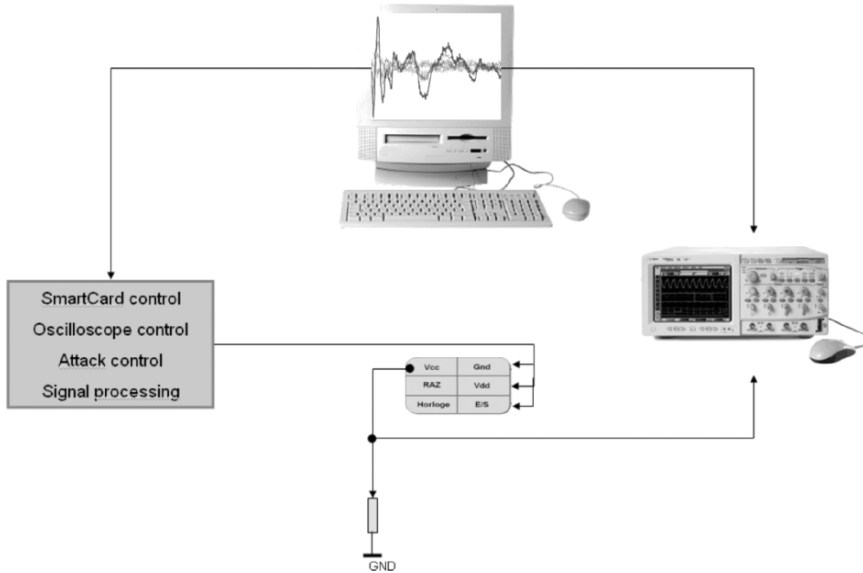 SmartCard control
Oscilloscope control
Attack control
Signal processing
Vcc Gnd
RAZ Vdd
Horloge E/S
GND